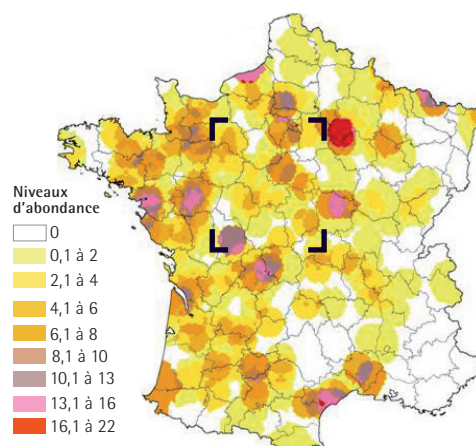 Niveaux
d'abondance
0
0,1 à 2
2,1 à 4
4,1 à 6
6,1 à 8
8,1 à 10
10,1 à 13
13,1 à 16
16,1 à 22